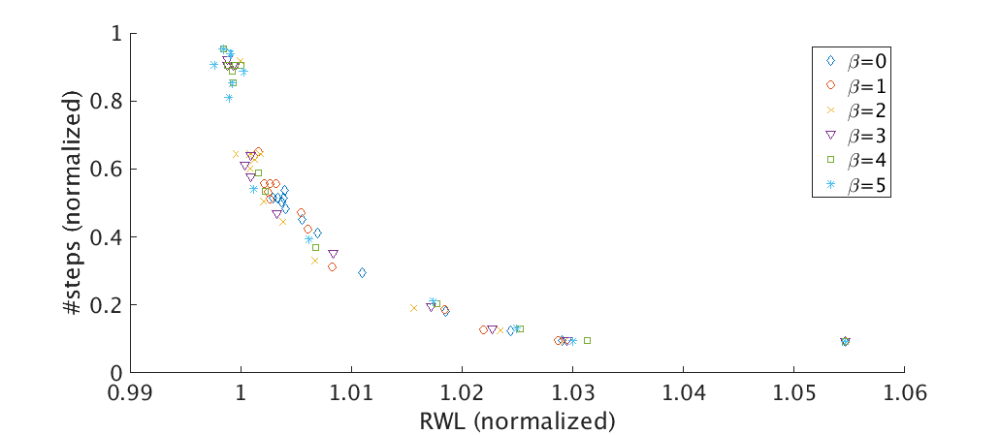 1
0.8
0.6
0.4
0.2
0
#steps (normalized)
0.99
1
1.01
1.02
1.03
1.04
1.05
1.06
RWL (normalized)
β=0
β=1
β=2
β=3
β=4
β=5